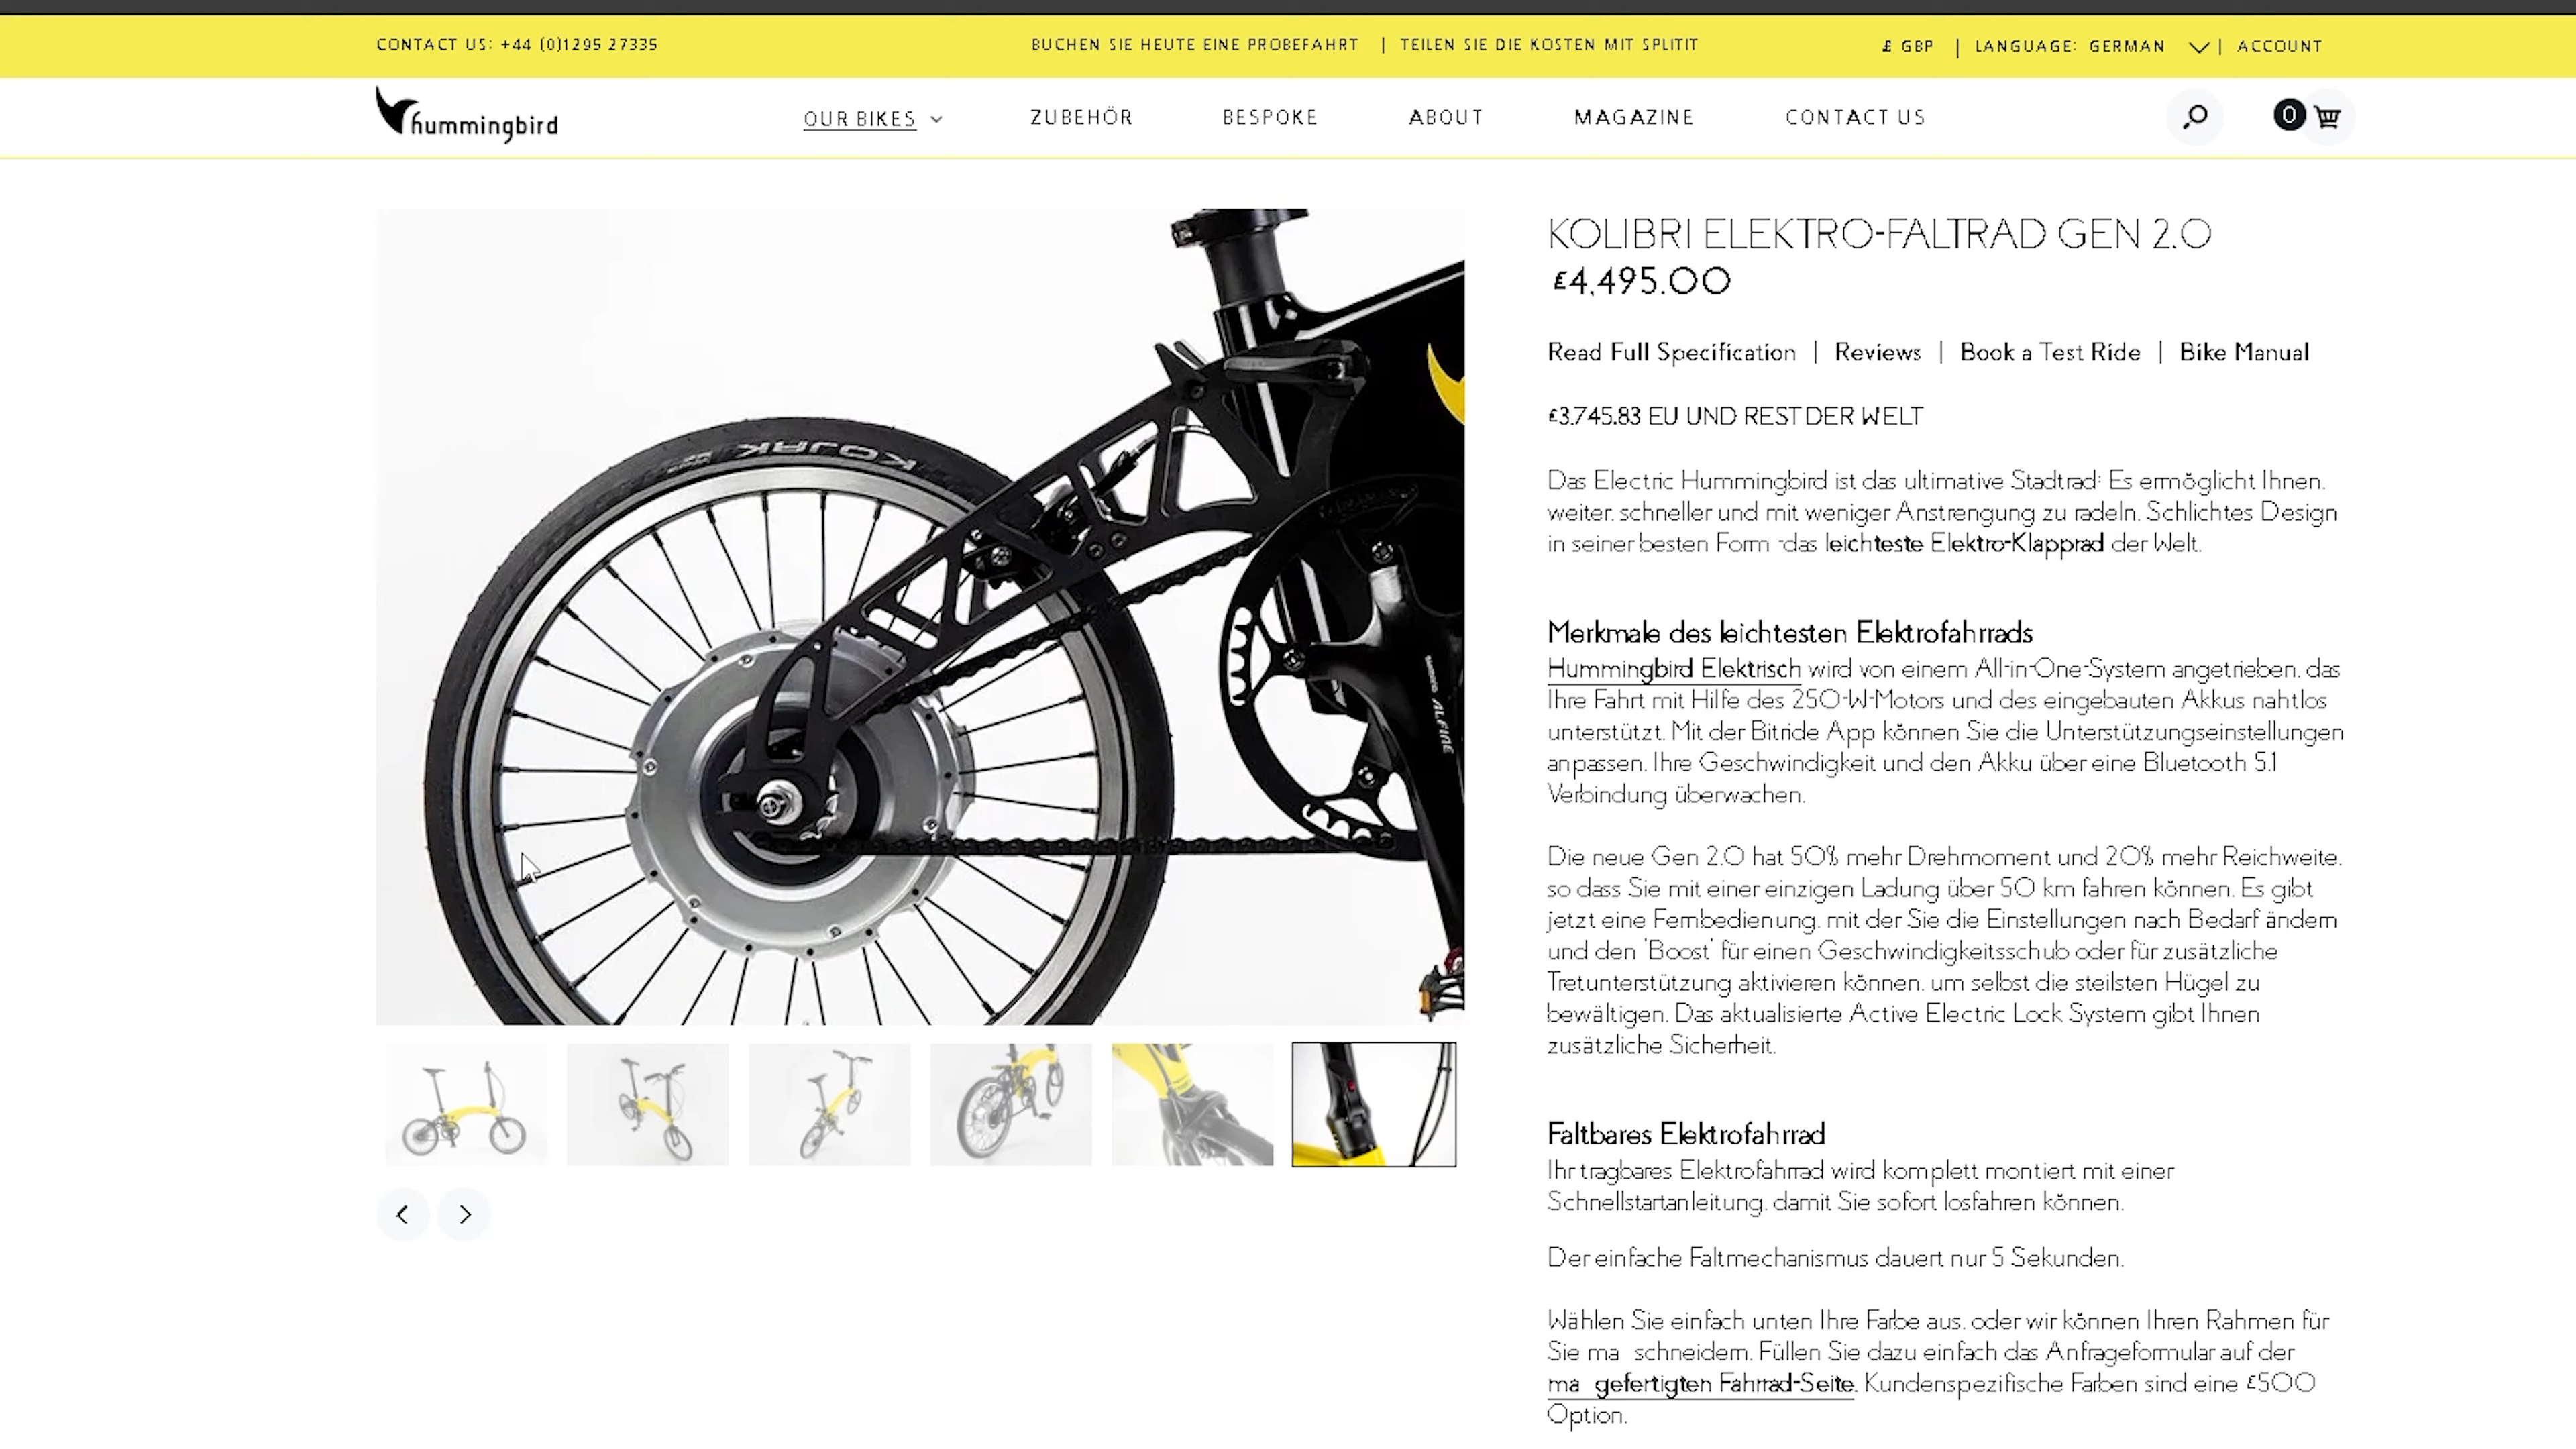 CONTACT US: +44 (0)1295 27335
BUCHEN SIE HEUTE EINE PROBEFAHRT | TEILEN SIE DIE KOSTEN MIT SPLITIT
£ GBP | LANGUAGE: GERMAN | ACCOUNT
hummingbird
OUR BIKES
ZUBEHÖR
BESPOKE
ABOUT
MAGAZINE
CONTACT US
0
KOJAK
ALFINE
KOLIBRI ELEKTRO-FALTRAD GEN 2.0
£4,495.00
Read Full Specification | Reviews | Book a Test Ride | Bike Manual
£3,745.83 EU UND REST DER WELT
Das Electric Hummingbird ist das ultimative Stadtrad: Es ermöglicht Ihnen,
weiter, schneller und mit weniger Anstrengung zu radeln. Schlichtes Design
in seiner besten Form -das leichteste Elektro-Klapprad der Welt.
Merkmale des leichtesten Elektrofahrrads
Hummingbird Elektrisch wird von einem All-in-One-System angetrieben, das
Ihre Fahrt mit Hilfe des 250-W-Motors und des eingebauten Akkus nahtlos
unterstützt. Mit der Bitride App können Sie die Unterstützungseinstellungen
anpassen, Ihre Geschwindigkeit und den Akku über eine Bluetooth 5.1
Verbindung überwachen.
Die neue Gen 2.0 hat 50% mehr Drehmoment und 20% mehr Reichweite,
so dass Sie mit einer einzigen Ladung über 50 km fahren können. Es gibt
jetzt eine Fernbedienung, mit der Sie die Einstellungen nach Bedarf ändern
und den 'Boost' für einen Geschwindigkeitsschub oder für zusätzliche
Tretunterstützung aktivieren können, um selbst die steilsten Hügel zu
bewältigen. Das aktualisierte Active Electric Lock System gibt Ihnen
zusätzliche Sicherheit.
Faltbares Elektrofahrrad
Ihr tragbares Elektrofahrrad wird komplett montiert mit einer
Schnellstartanleitung, damit Sie sofort losfahren können.
Der einfache Faltmechanismus dauert nur 5 Sekunden.
Wählen Sie einfach unten Ihre Farbe aus, oder wir können Ihren Rahmen für
Sie ma schneidern. Füllen Sie dazu einfach das Anfrageformular auf der
ma gefertigten Fahrrad-Seite. Kundenspezifische Farben sind eine £500
Option.